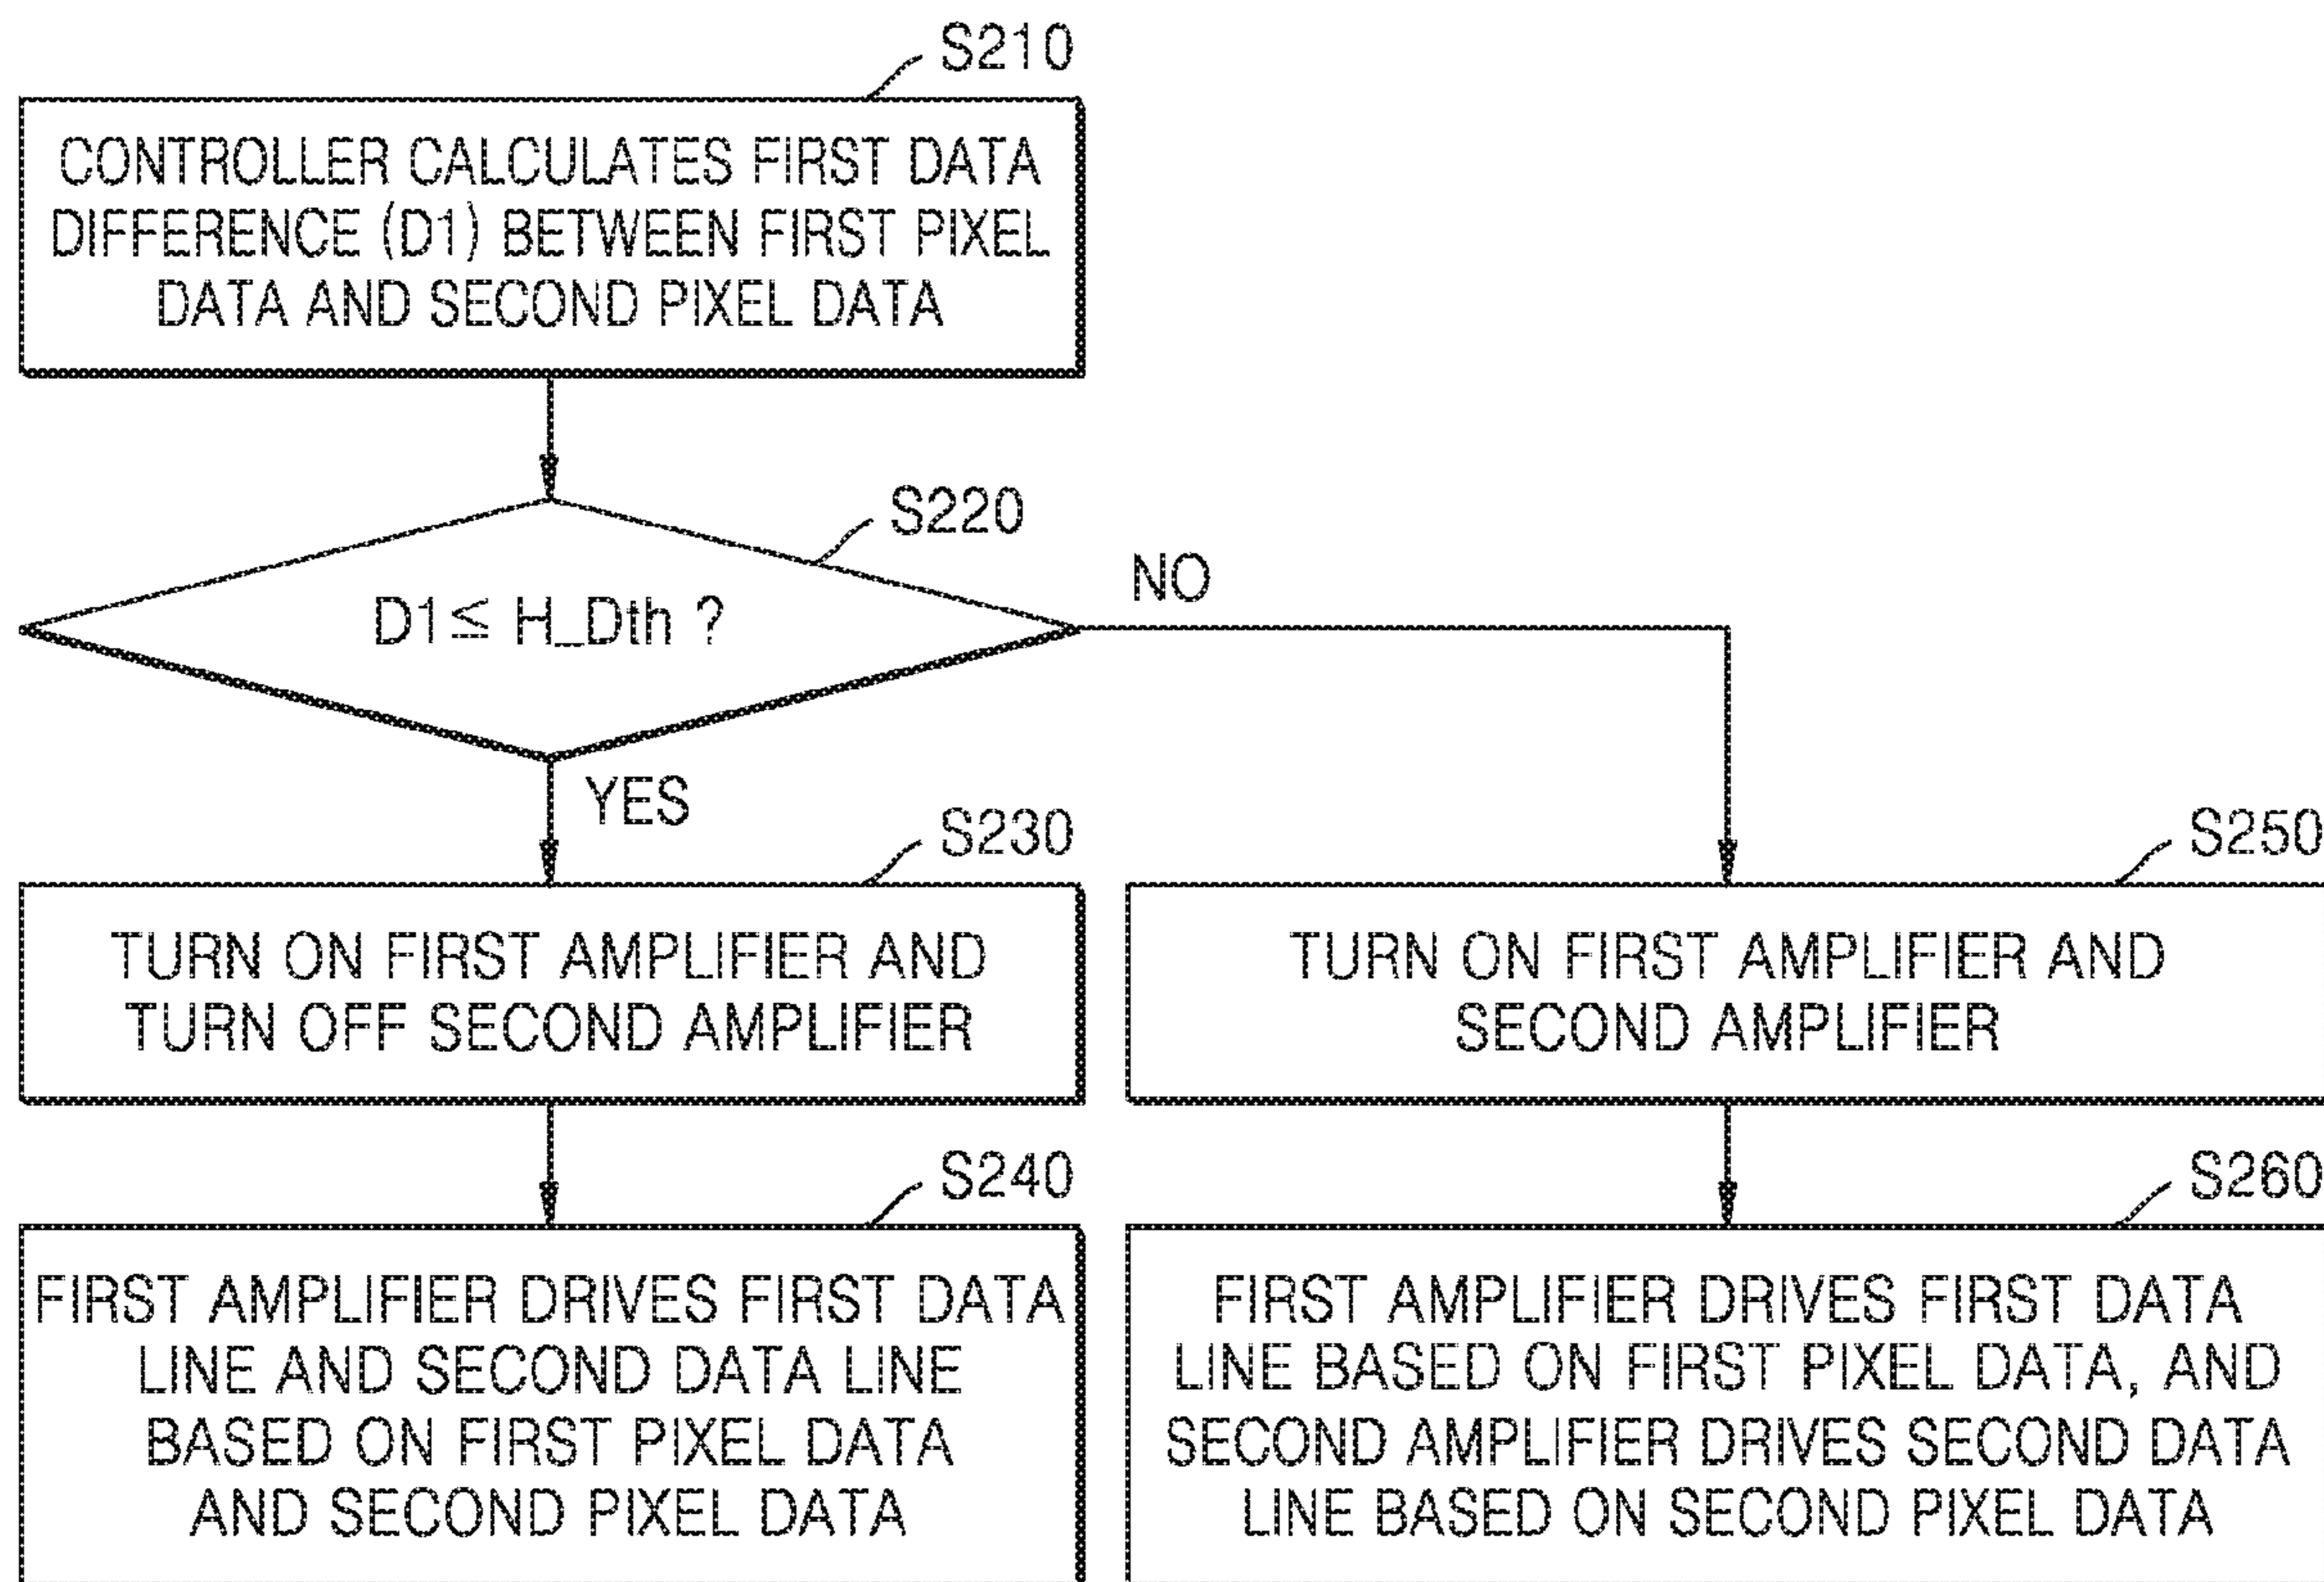 S210
CONTROLLER CALCULATES FIRST DATA
DIFFERENCE (D1) BETWEEN FIRST PIXEL
DATA AND SECOND PIXEL DATA
S220
D1≤ H_Dth ?
NO
YES
S230
TURN ON FIRST AMPLIFIER AND
TURN OFF SECOND AMPLIFIER
S250
TURN ON FIRST AMPLIFIER AND
SECOND AMPLIFIER
S240
FIRST AMPLIFIER DRIVES FIRST DATA
LINE AND SECOND DATA LINE
BASED ON FIRST PIXEL DATA
AND SECOND PIXEL DATA
S260
FIRST AMPLIFIER DRIVES FIRST DATA
LINE BASED ON FIRST PIXEL DATA, AND
SECOND AMPLIFIER DRIVES SECOND DATA
LINE BASED ON SECOND PIXEL DATA